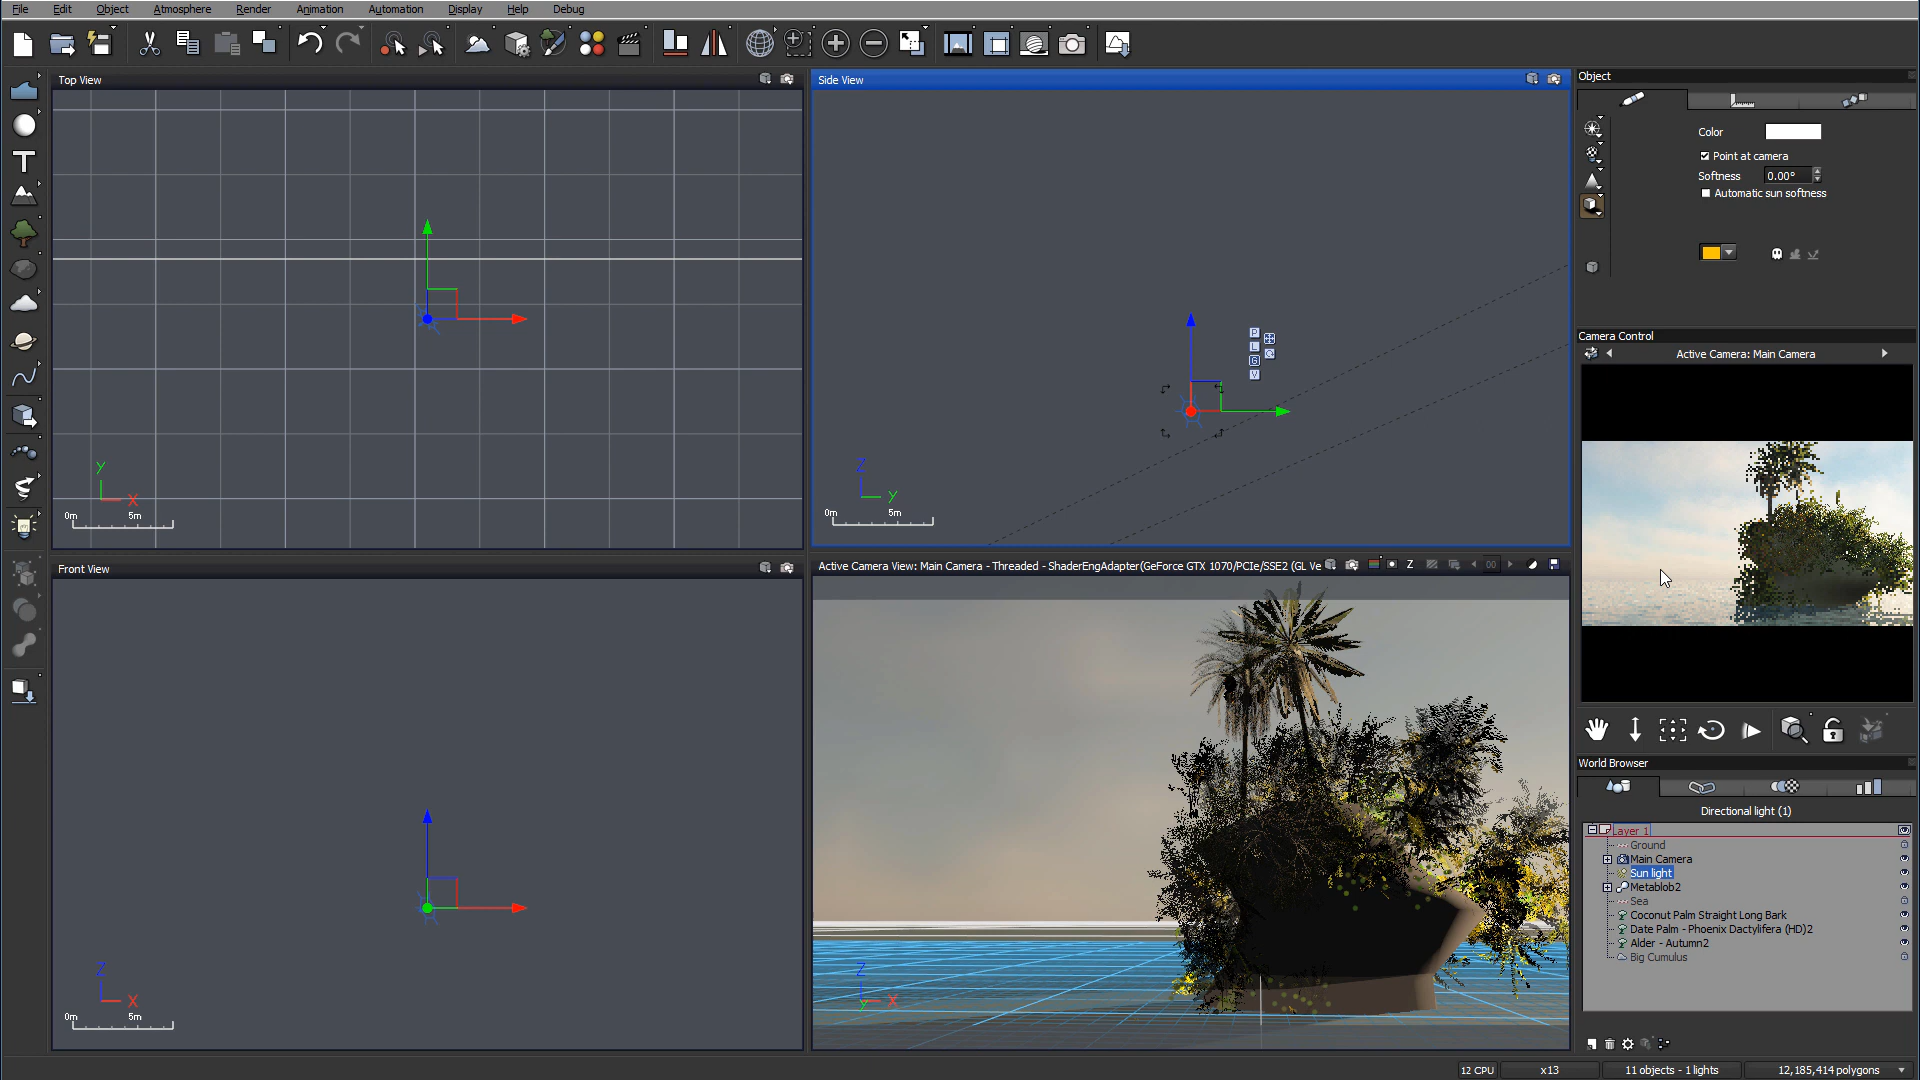 File Edit Object Atmosphere Render Animation Automation Display Help Debug
Top View
Y
X
0m 5m
Side View
P
L
G
V
Z
Y
0m 5m
Front View
Z
X
0m 5m
Active Camera View: Main Camera - Threaded - ShaderEngAdapter(GeForce GTX 1070/PCIe/SSE2 (GL Ve
Z
00
Z
Y
X
Object
Color
Point at camera
Softness 0.00°
Automatic sun softness
Camera Control
Active Camera: Main Camera
World Browser
Directional light (1)
Layer 1
Ground
Main Camera
Sun light
Metablob2
Sea
Coconut Palm Straight Long Bark
Date Palm - Phoenix Dactylifera (HD)2
Alder - Autumn2
Big Cumulus
12 CPU x13 11 objects - 1 lights 12,185,414 polygons